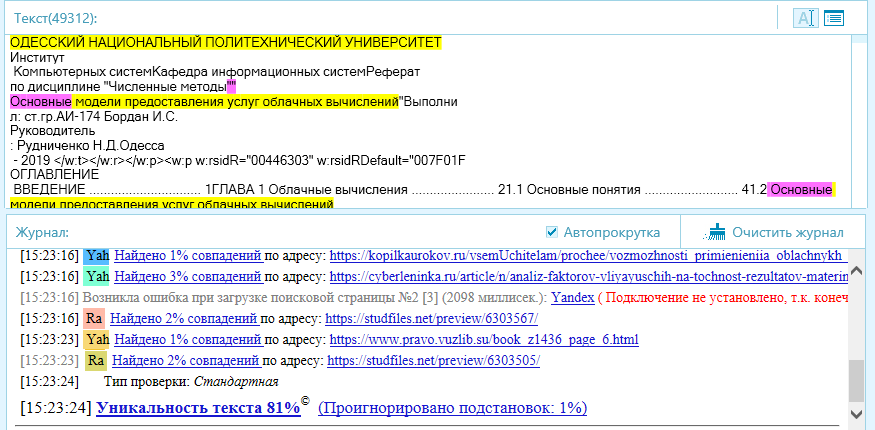 Текст(49312):
ОДЕССКИЙ НАЦИОНАЛЬНЫЙ ПОЛИТЕХНИЧЕСКИЙ УНИВЕРСИТЕТ
Институт
Компьютерных системКафедра информационных системРеферат
по дисциплине "Численные методы""
Основные модели предоставления услуг облачных вычислений"Выполни
л: ст.гр.АИ-174 Бордан И.С.
Руководитель
: Рудниченко Н.Д.Одесса
- 2019 </w:t></w:r></w:p><w:p w:rsidR="00446303" w:rsidRDefault="007F01F
ОГЛАВЛЕНИЕ
ВВЕДЕНИЕ ............................ 1ГЛАВА 1 Облачные вычисления ..................... 21.1 Основные понятия ........................ 41.2 Основные
модели предоставления услуг облачных вычислений
Журнал:
Автопрокрутка
Очистить журнал
[15:23:16] Yah Найдено 1% совпадений по адресу: https://kopilkaurokov.ru/vsemUchitelam/prochee/vozmozhnosti_primienieniia_oblachnykh_
[15:23:16] Yah Найдено 3% совпадений по адресу: https://cyberleninka.ru/article/n/analiz-faktorov-vliyayuschih-na-tochnost-rezultatov-materin
[15:23:16] Возникла ошибка при загрузке поисковой страницы №2 [3] (2098 миллисек.): Yandex ( Подключение не установлено, т.к. конеч
[15:23:16] Ra Найдено 2% совпадений по адресу: https://studfiles.net/preview/6303567/
[15:23:23] Yah Найдено 1% совпадений по адресу: https://www.pravo.vuzlib.su/book_z1436_page_6.html
[15:23:23] Ra Найдено 2% совпадений по адресу: https://studfiles.net/preview/6303505/
[15:23:24] Тип проверки: Стандартная
[15:23:24] Уникальность текста 81%© (Проигнорировано подстановок: 1%)